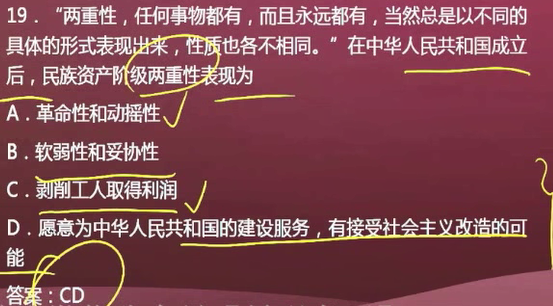 19．“两重性，任何事物都有，而且永远都有，当然总是以不同的
具体的形式表现出来，性质也各不相同。”在中华人民共和国成立
后，民族资产阶级两重性表现为
A．革命性和动摇性
B．软弱性和妥协性
C．剥削工人取得利润
D．愿意为中华人民共和国的建设服务，有接受社会主义改造的可
能
答案：CD